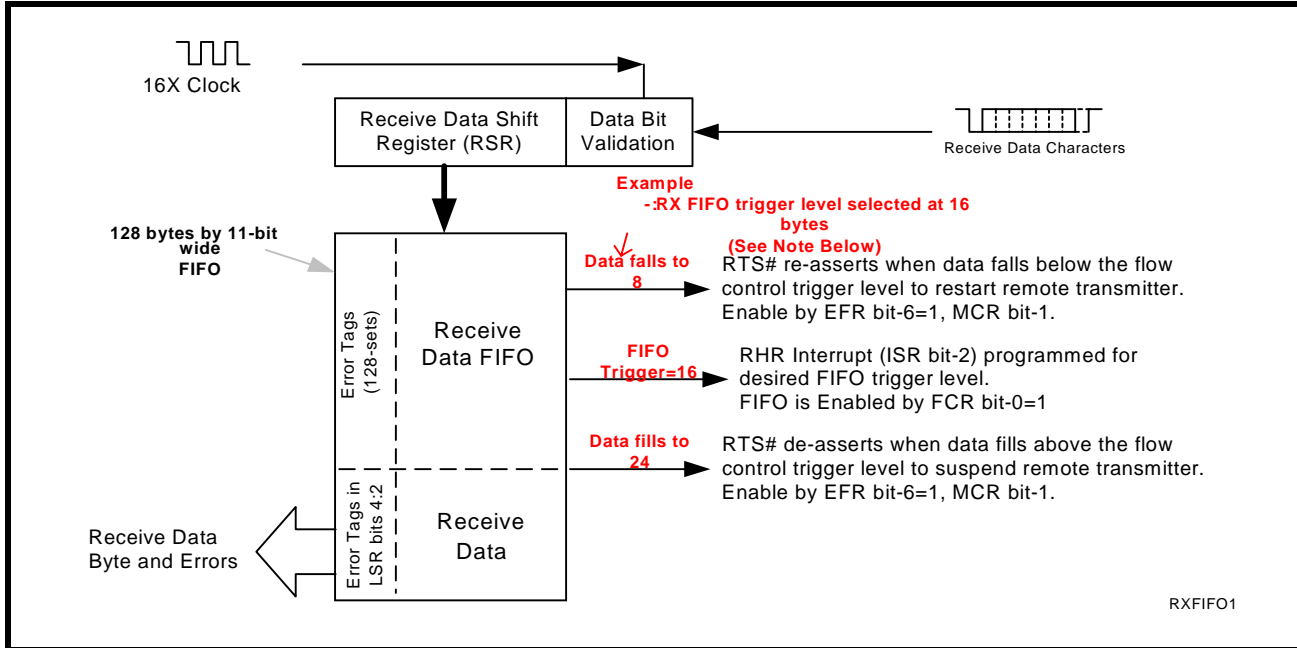 16X Clock
Receive Data Shift
Register (RSR)
Data Bit
Validation
Receive Data Characters
Example
-:RX FIFO trigger level selected at 16
bytes
(See Note Below)
128 bytes by 11-bit
wide
FIFO
Data falls to
8
RTS# re-asserts when data falls below the flow
control trigger level to restart remote transmitter.
Enable by EFR bit-6=1, MCR bit-1.
Error Tags
(128-sets)
Receive
Data FIFO
FIFO
Trigger=16
RHR Interrupt (ISR bit-2) programmed for
desired FIFO trigger level.
FIFO is Enabled by FCR bit-0=1
Data fills to
24
RTS# de-asserts when data fills above the flow
control trigger level to suspend remote transmitter.
Enable by EFR bit-6=1, MCR bit-1.
Error Tags in
LSR bits 4:2
Receive
Data
Receive Data
Byte and Errors
RXFIFO1